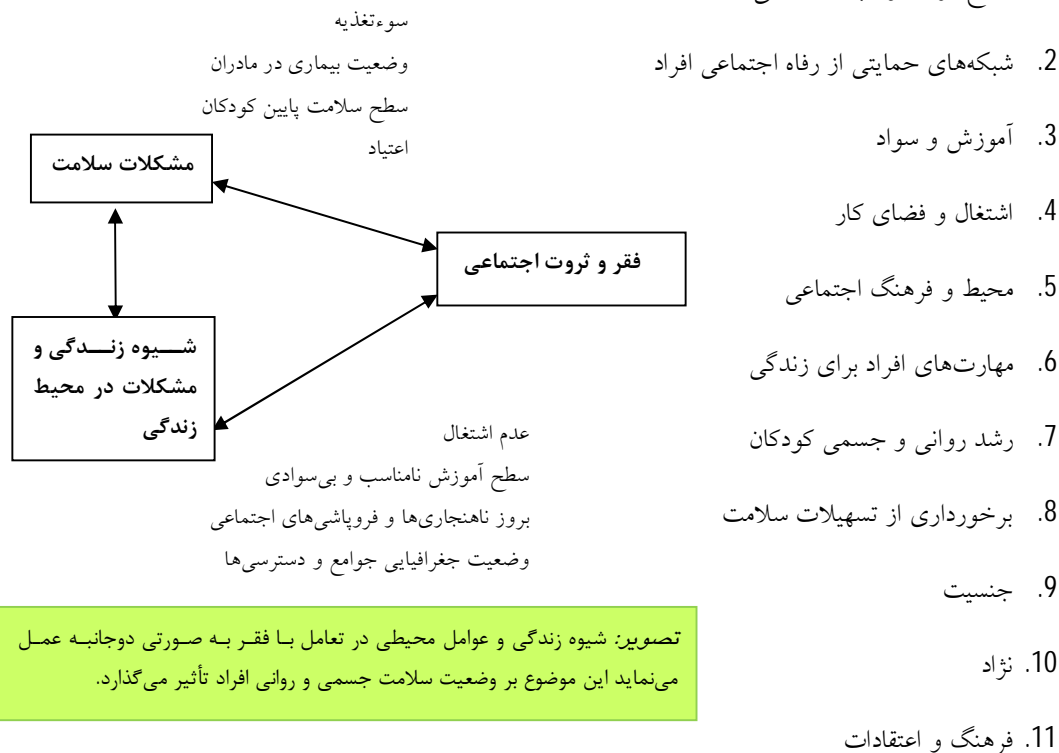 2. شبکه‌های حمایتی از رفاه اجتماعی افراد
3. آموزش و سواد
4. اشتغال و فضای کار
5. محیط و فرهنگ اجتماعی
6. مهارت‌های افراد برای زندگی
7. رشد روانی و جسمی کودکان
8. برخورداری از تسهیلات سلامت
9. جنسیت
10. نژاد
11. فرهنگ و اعتقادات
سوءتغذیه
وضعیت بیماری در مادران
سطح سلامت پایین کودکان
اعتیاد
مشکلات سلامت
فقر و ثروت اجتماعی
شیوه زندگی و
مشکلات در محیط
زندگی
عدم اشتغال
سطح آموزش نامناسب و بی‌سوادی
بروز ناهنجاری‌ها و فروپاشی‌های اجتماعی
وضعیت جغرافیایی جوامع و دسترسی‌ها
تصویر: شیوه زندگی و عوامل محیطی در تعامل با فقر به صورتی دوجانبه عمل
می‌نماید این موضوع بر وضعیت سلامت جسمی و روانی افراد تأثیر می‌گذارد.